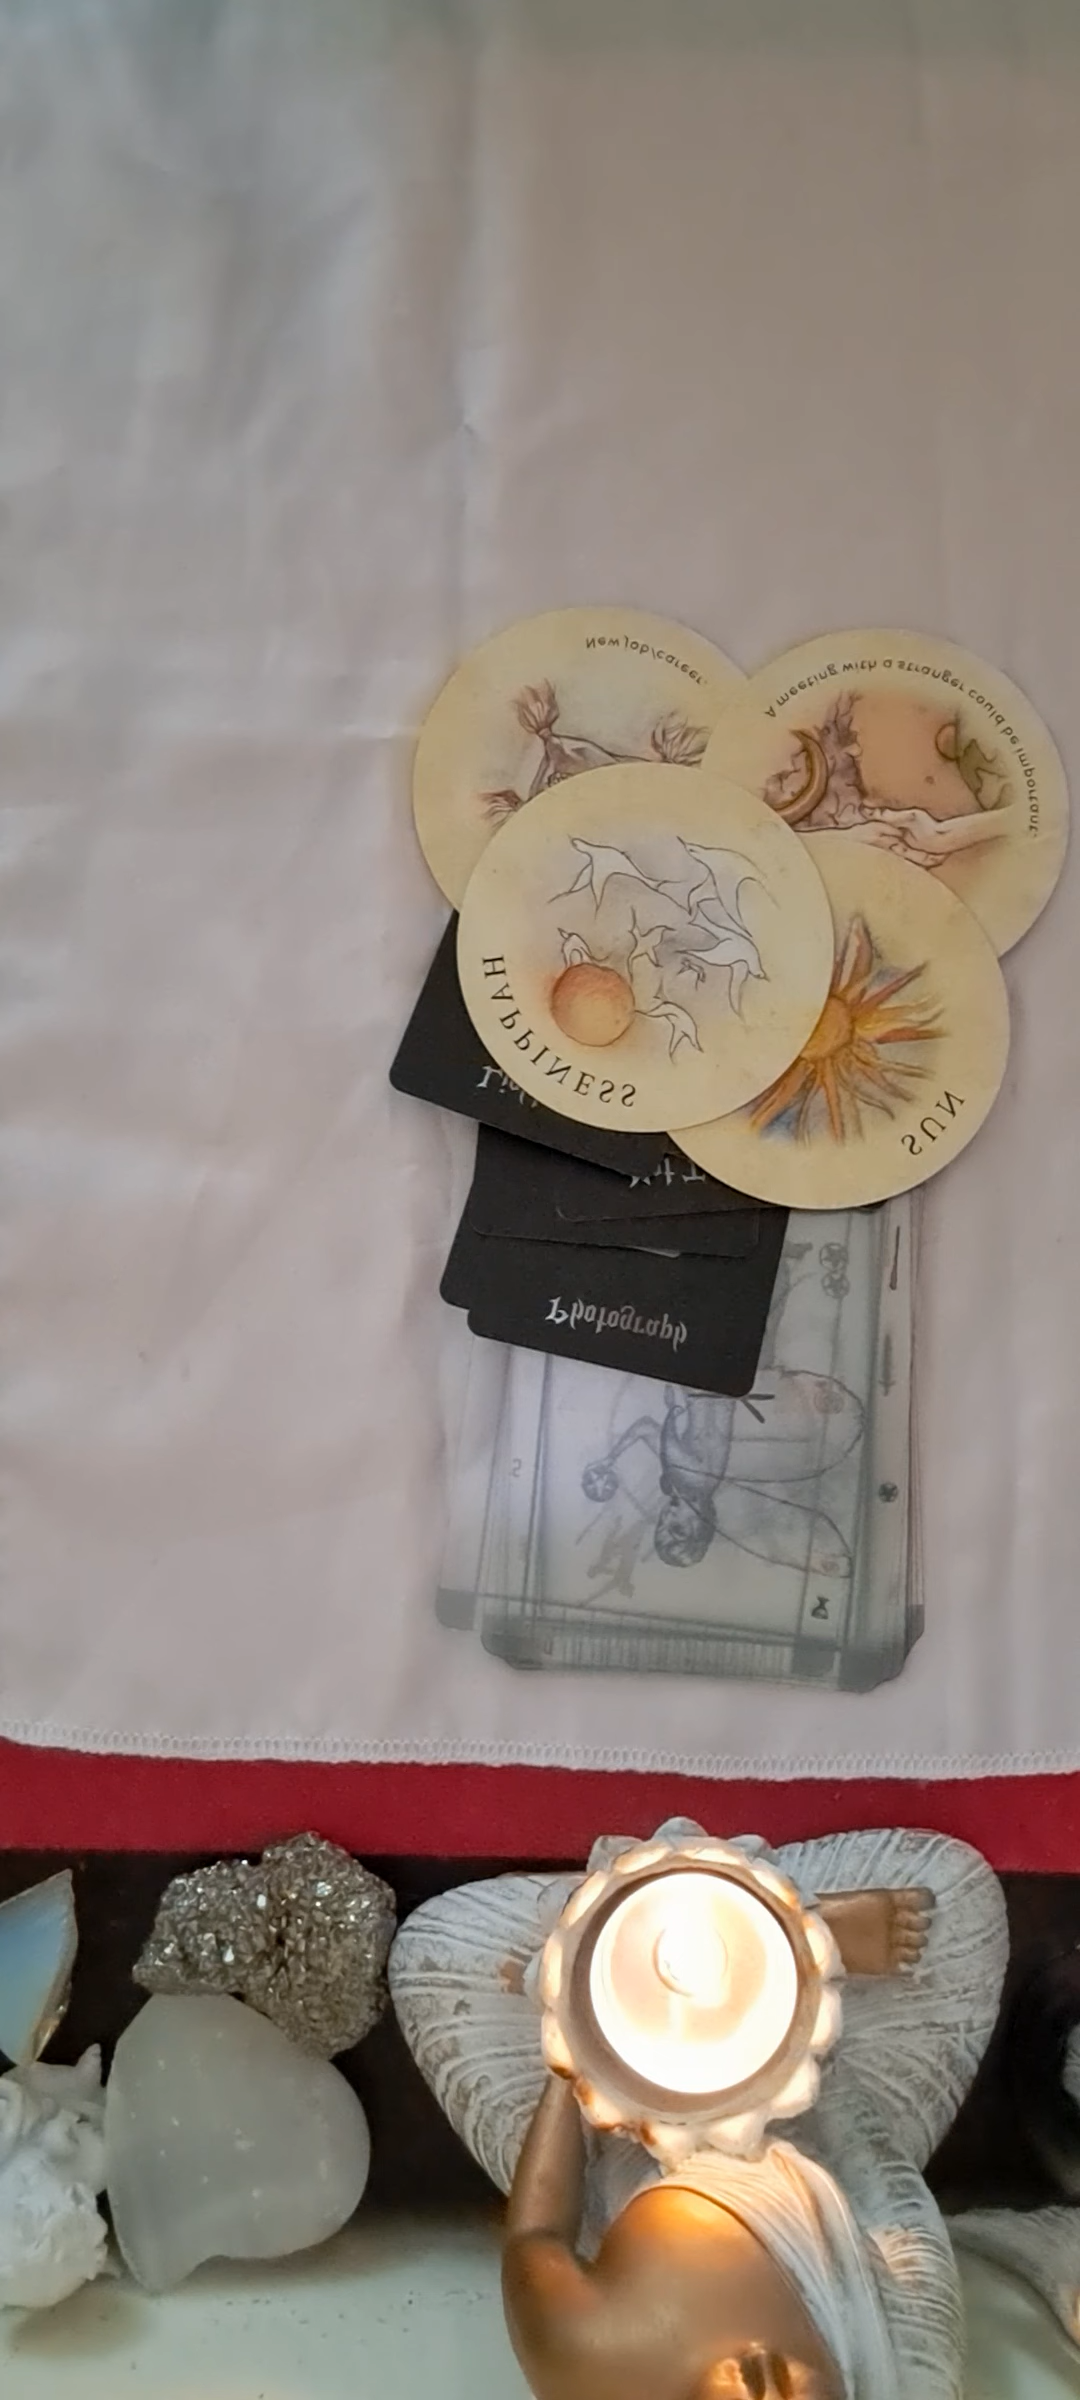 New job/career.
A meeting with a stranger could be important.
HAPPINESS
SUN
Photograph